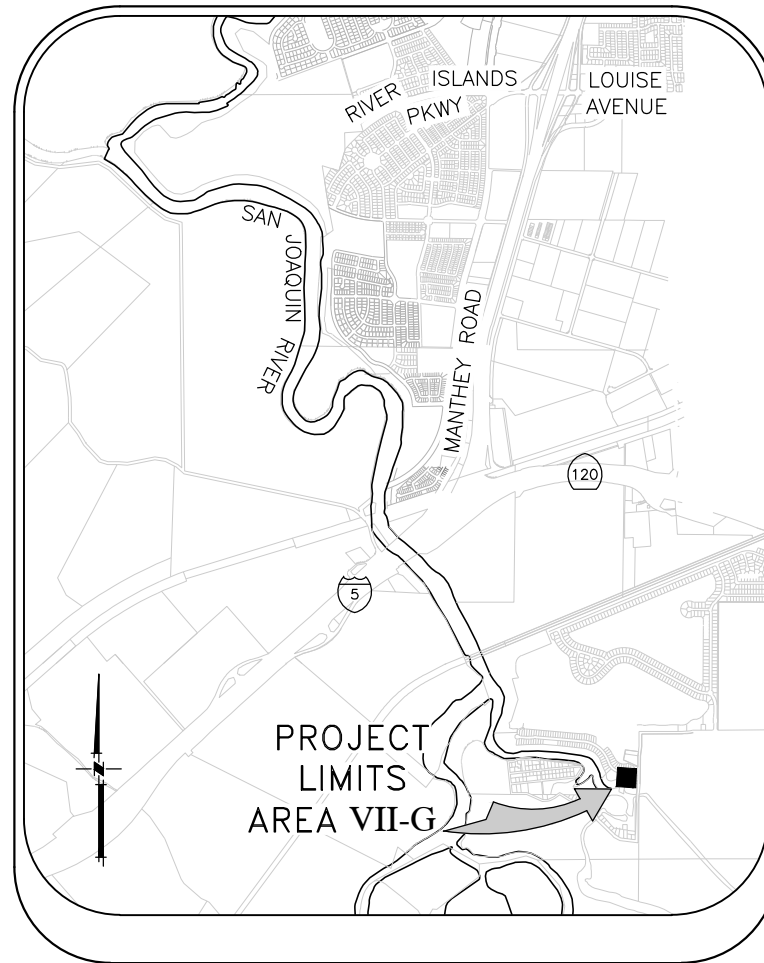 RIVER ISLANDS
PKWY
LOUISE
AVENUE
SAN JOAQUIN RIVER
MANTHEY ROAD
120
5
PROJECT
LIMITS
AREA VII-G